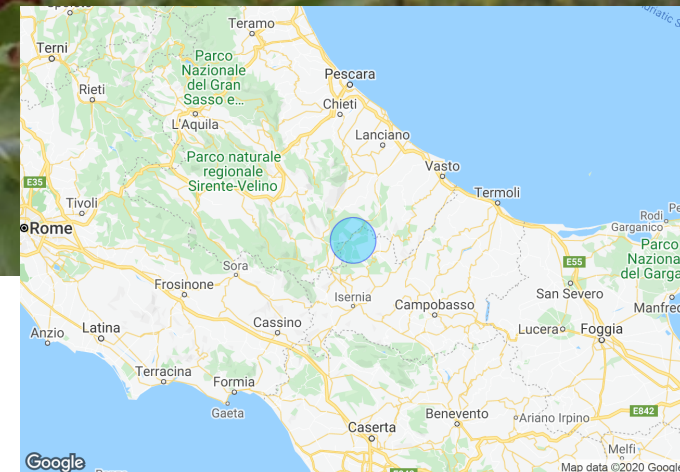 Teramo
Terni
Parco
Nazionale
del Gran
Sasso e...
Pescara
Rieti
Chieti
L'Aquila
Lanciano
Parco naturale
regionale
Sirente-Velino
Vasto
E35
Tivoli
Termoli
Rodi
Garganico
Rome
Parco
Naziona
del Garga
E55
Sora
Frosinone
Isernia
San Severo
Campobasso
Manfred
Anzio
Latina
Cassino
Lucera
Foggia
Terracina
Formia
Gaeta
Benevento
Ariano Irpino
E842
Caserta
Melfi
Google
Map data ©2020 Google